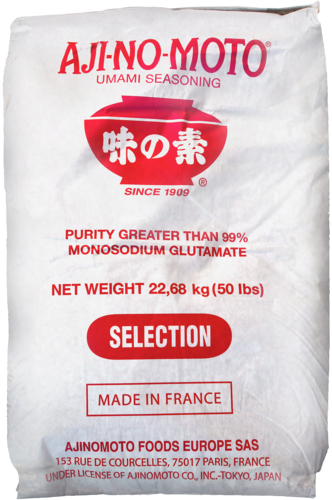 AJI-NO-MOTO®
UMAMI SEASONING
味の素
®
SINCE 1909
PURITY GREATER THAN 99%
MONOSODIUM GLUTAMATE
NET WEIGHT 22,68 kg (50 lbs)
SELECTION
MADE IN FRANCE
AJINOMOTO FOODS EUROPE SAS
153 RUE DE COURCELLES, 75017 PARIS, FRANCE
UNDER LICENSE OF AJINOMOTO CO., INC.-TOKYO, JAPAN